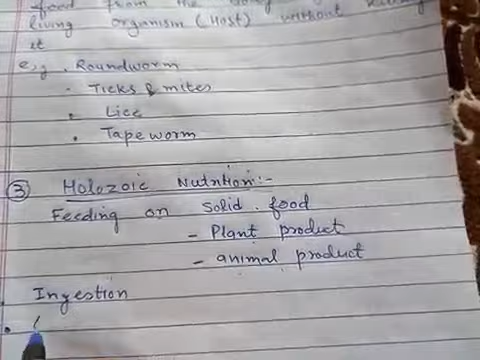 food from the
living organism (Host) without
it
e.g . Roundworm
- Ticks & mites
• Lice
• Tapeworm
③ Holozoic Nutrition:-
Feeding on solid food
- Plant product
- animal product
Ingestion